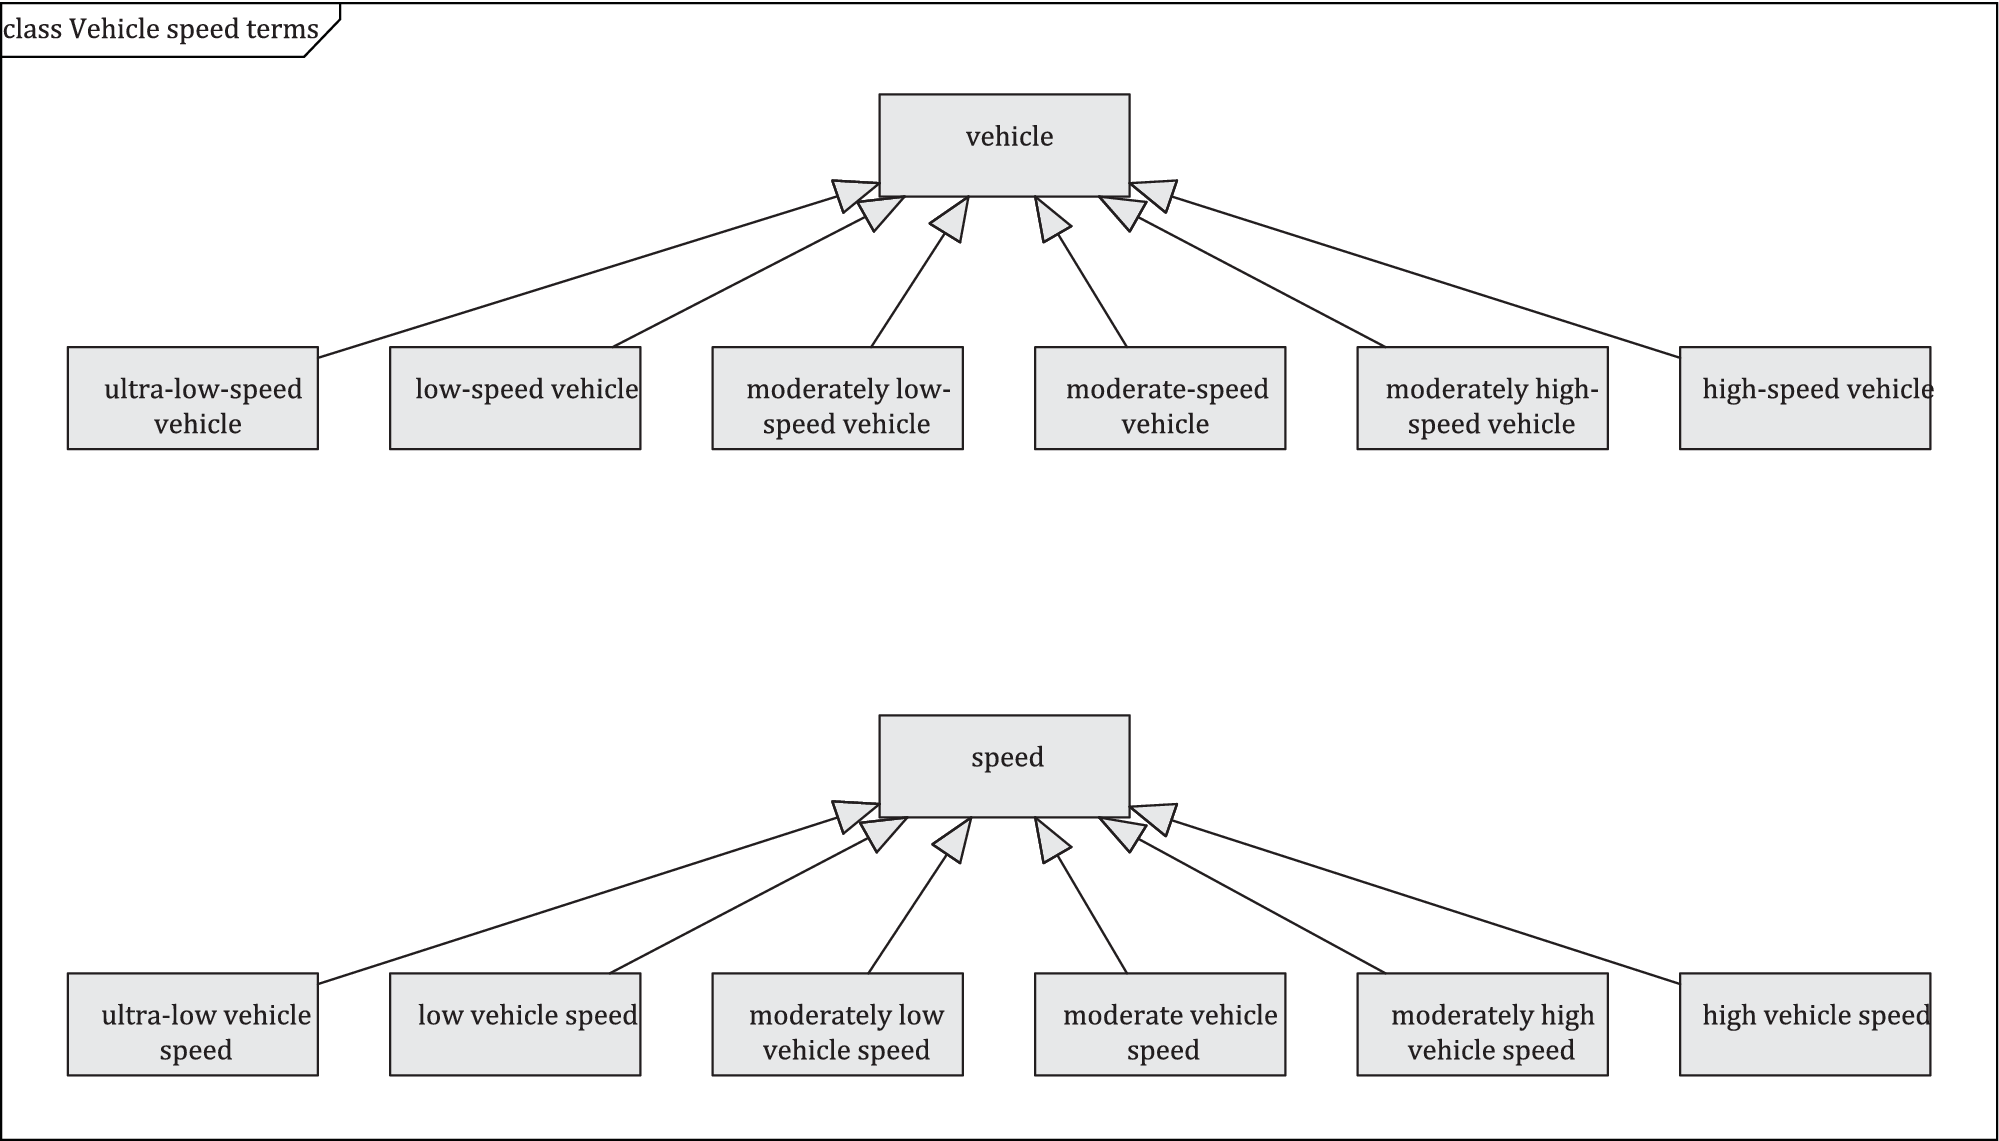 class Vehicle speed terms
vehicle
ultra-low-speed
vehicle
low-speed vehicle
moderately low-
speed vehicle
moderate-speed
vehicle
moderately high-
speed vehicle
high-speed vehicle
speed
ultra-low vehicle
speed
low vehicle speed
moderately low
vehicle speed
moderate vehicle
speed
moderately high
vehicle speed
high vehicle speed